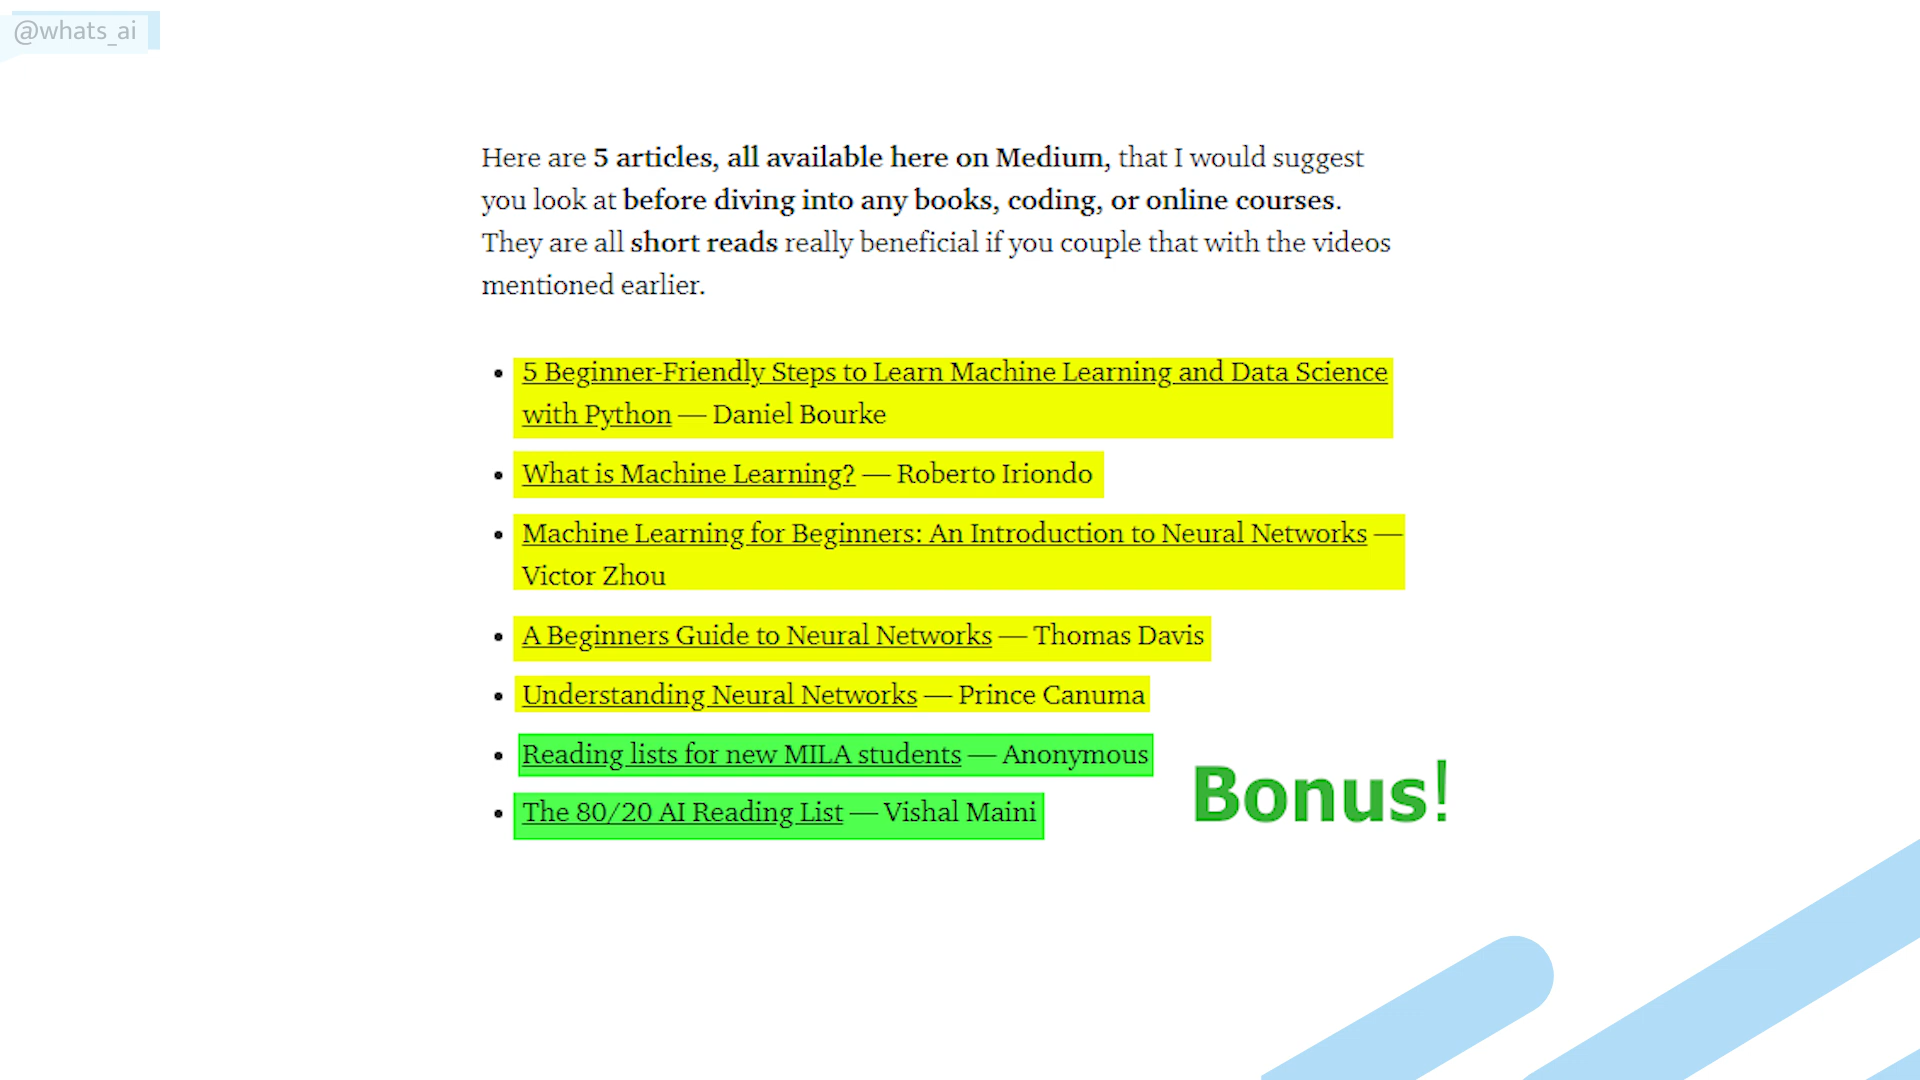 @whats_ai
Here are 5 articles, all available here on Medium, that I would suggest
you look at before diving into any books, coding, or online courses.
They are all short reads really beneficial if you couple that with the videos
mentioned earlier.
• 5 Beginner-Friendly Steps to Learn Machine Learning and Data Science
with Python — Daniel Bourke
• What is Machine Learning? — Roberto Iriondo
• Machine Learning for Beginners: An Introduction to Neural Networks —
Victor Zhou
• A Beginners Guide to Neural Networks — Thomas Davis
• Understanding Neural Networks — Prince Canuma
• Reading lists for new MILA students — Anonymous
• The 80/20 AI Reading List — Vishal Maini
Bonus!